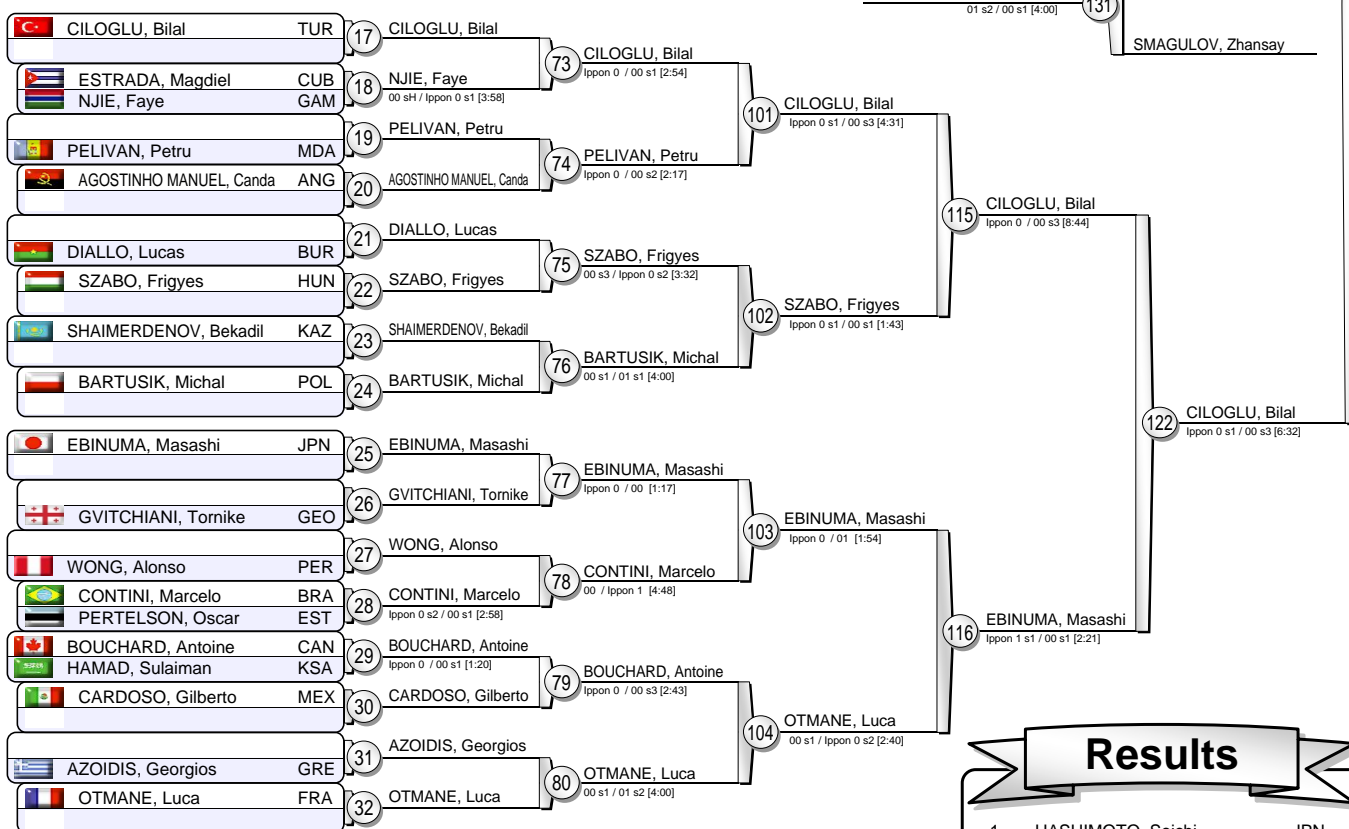 01 s2 / 00 s1 [4:00]
131
SMAGULOV, Zhansay
CILOGLU, Bilal TUR
ESTRADA, Magdiel CUB
NJIE, Faye GAM
PELIVAN, Petru MDA
AGOSTINHO MANUEL, Canda ANG
DIALLO, Lucas BUR
SZABO, Frigyes HUN
SHAIMERDENOV, Bekadil KAZ
BARTUSIK, Michal POL
EBINUMA, Masashi JPN
GVITCHIANI, Tornike GEO
WONG, Alonso PER
CONTINI, Marcelo BRA
PERTELSON, Oscar EST
BOUCHARD, Antoine CAN
HAMAD, Sulaiman KSA
CARDOSO, Gilberto MEX
AZOIDIS, Georgios GRE
OTMANE, Luca FRA
17 CILOGLU, Bilal
18 NJIE, Faye
00 sH / Ippon 0 s1 [3:58]
19 PELIVAN, Petru
20 AGOSTINHO MANUEL, Canda
21 DIALLO, Lucas
22 SZABO, Frigyes
23 SHAIMERDENOV, Bekadil
24 BARTUSIK, Michal
25 EBINUMA, Masashi
26 GVITCHIANI, Tornike
27 WONG, Alonso
28 CONTINI, Marcelo
Ippon 0 s2 / 00 s1 [2:58]
29 BOUCHARD, Antoine
Ippon 0 / 00 s1 [1:20]
30 CARDOSO, Gilberto
31 AZOIDIS, Georgios
32 OTMANE, Luca
73 CILOGLU, Bilal
Ippon 0 / 00 s1 [2:54]
74 PELIVAN, Petru
Ippon 0 / 00 s2 [2:17]
75 SZABO, Frigyes
00 s3 / Ippon 0 s2 [3:32]
76 BARTUSIK, Michal
00 s1 / 01 s1 [4:00]
77 EBINUMA, Masashi
Ippon 0 / 00 [1:17]
78 CONTINI, Marcelo
00 / Ippon 1 [4:48]
79 BOUCHARD, Antoine
Ippon 0 / 00 s3 [2:43]
80 OTMANE, Luca
00 s1 / 01 s2 [4:00]
101 CILOGLU, Bilal
Ippon 0 s1 / 00 s3 [4:31]
102 SZABO, Frigyes
Ippon 0 s1 / 00 s1 [1:43]
103 EBINUMA, Masashi
Ippon 0 / 01 [1:54]
104 OTMANE, Luca
00 s1 / Ippon 0 s2 [2:40]
115 CILOGLU, Bilal
Ippon 0 / 00 s3 [8:44]
116 EBINUMA, Masashi
Ippon 1 s1 / 00 s1 [2:21]
122 CILOGLU, Bilal
Ippon 0 s1 / 00 s3 [6:32]
Results
1. HASHIMOTO, Soichi JPN